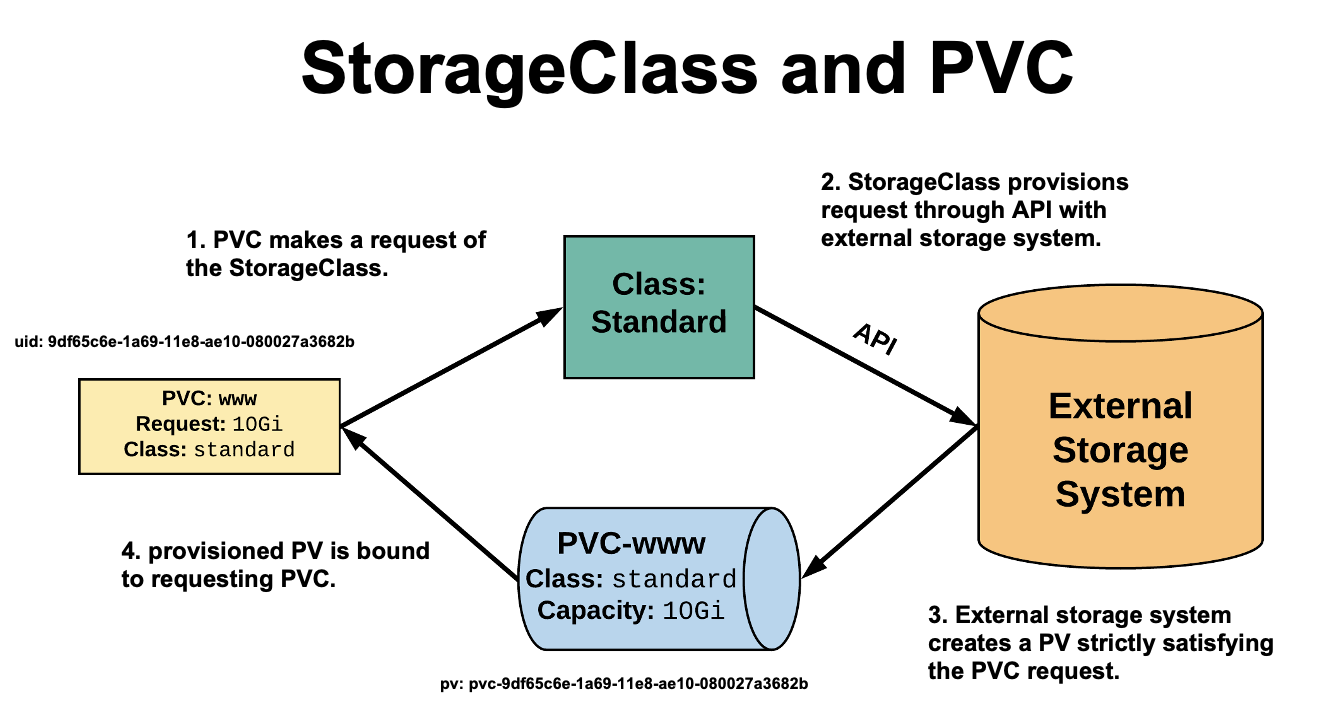 StorageClass and PVC
2. StorageClass provisions
request through API with
external storage system.
1. PVC makes a request of
the StorageClass.
Class:
Standard
API
uid: 9df65c6e-1a69-11e8-ae10-080027a3682b
PVC: www
Request: 10Gi
Class: standard
External
Storage
System
PVC-www
Class: standard
Capacity: 10Gi
4. provisioned PV is bound
to requesting PVC.
3. External storage system
creates a PV strictly satisfying
the PVC request.
pv: pvc-9df65c6e-1a69-11e8-ae10-080027a3682b